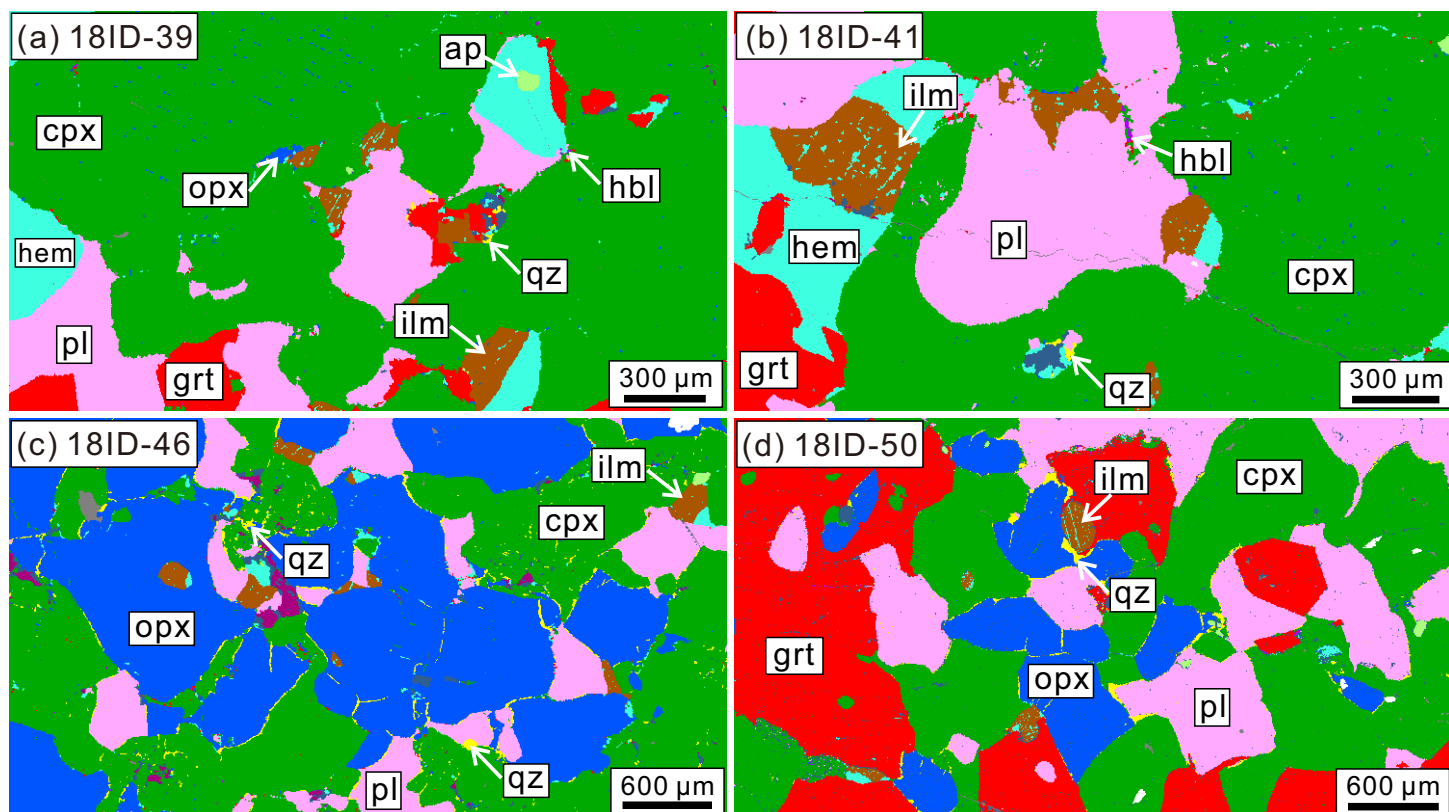 (a) 18ID-39
ap
cpx
opx
hbl
hem
qz
ilm
pl
grt
300 µm
(b) 18ID-41
ilm
hbl
hem
pl
cpx
grt
qz
300 µm
(c) 18ID-46
ilm
cpx
qz
opx
qz
pl
600 µm
(d) 18ID-50
ilm
cpx
qz
grt
opx
pl
600 µm